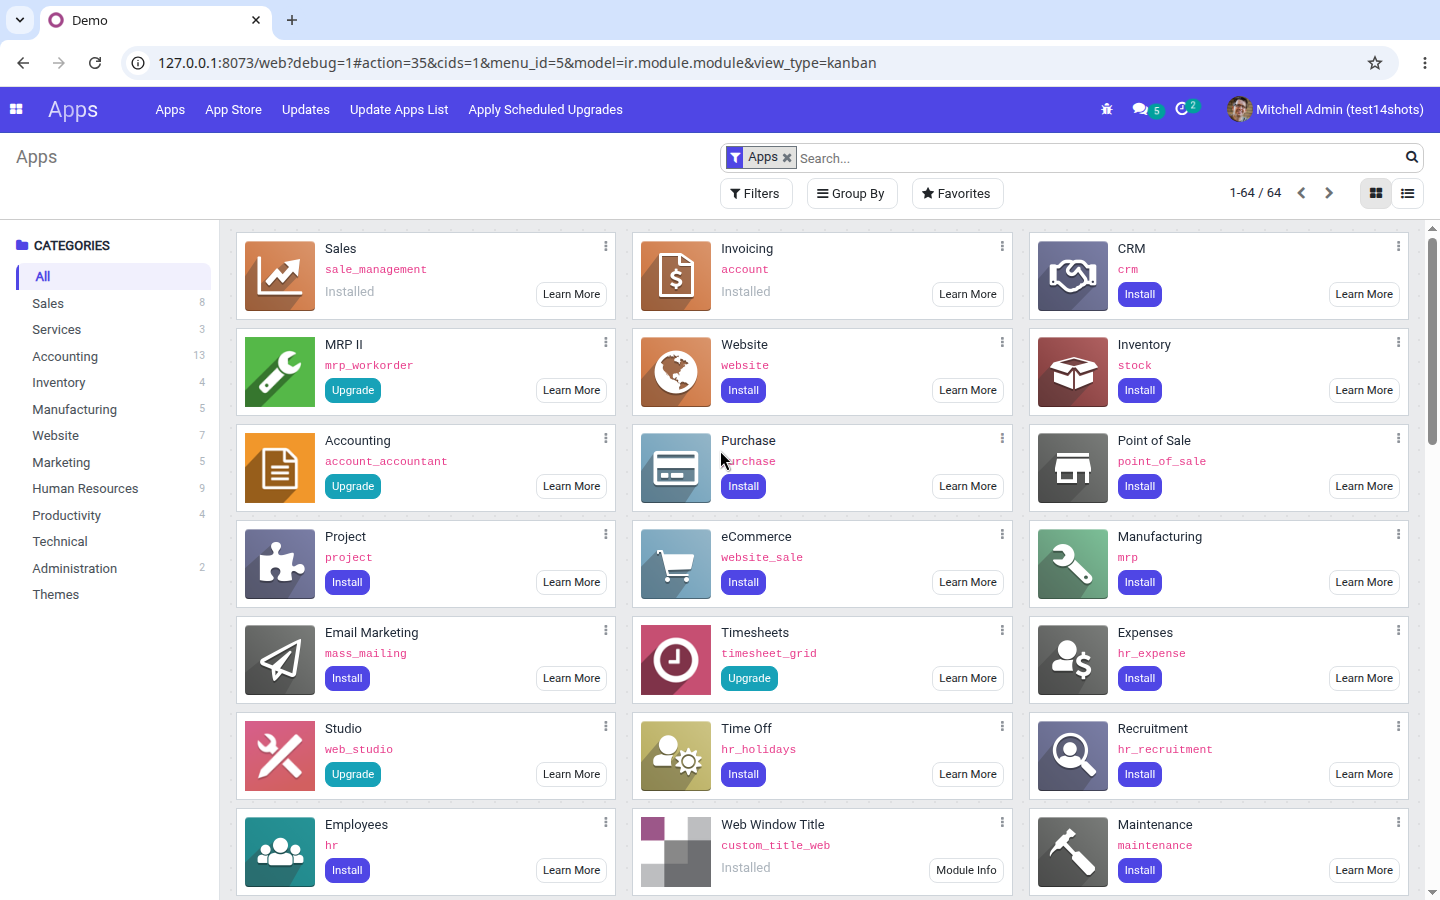 Demo
127.0.0.1:8073/web?debug=1#action=35&cids=1&menu_id=5&model=ir.module.module&view_type=kanban
Apps Apps App Store Updates Update Apps List Apply Scheduled Upgrades 5 2 Mitchell Admin (test14shots)
Apps
Apps Search...
Filters Group By Favorites 1-64 / 64
CATEGORIES
All
Sales 8
Services 3
Accounting 13
Inventory 4
Manufacturing 5
Website 7
Marketing 5
Human Resources 9
Productivity 4
Technical
Administration 2
Themes
Sales
sale_management
Installed
Learn More
Invoicing
account
Installed
Learn More
CRM
crm
Install Learn More
MRP II
mrp_workorder
Upgrade Learn More
Website
website
Install Learn More
Inventory
stock
Install Learn More
Accounting
account_accountant
Upgrade Learn More
Purchase
purchase
Install Learn More
Point of Sale
point_of_sale
Install Learn More
Project
project
Install Learn More
eCommerce
website_sale
Install Learn More
Manufacturing
mrp
Install Learn More
Email Marketing
mass_mailing
Install Learn More
Timesheets
timesheet_grid
Upgrade Learn More
Expenses
hr_expense
Install Learn More
Studio
web_studio
Upgrade Learn More
Time Off
hr_holidays
Install Learn More
Recruitment
hr_recruitment
Install Learn More
Employees
hr
Install Learn More
Web Window Title
custom_title_web
Installed
Module Info
Maintenance
maintenance
Install Learn More